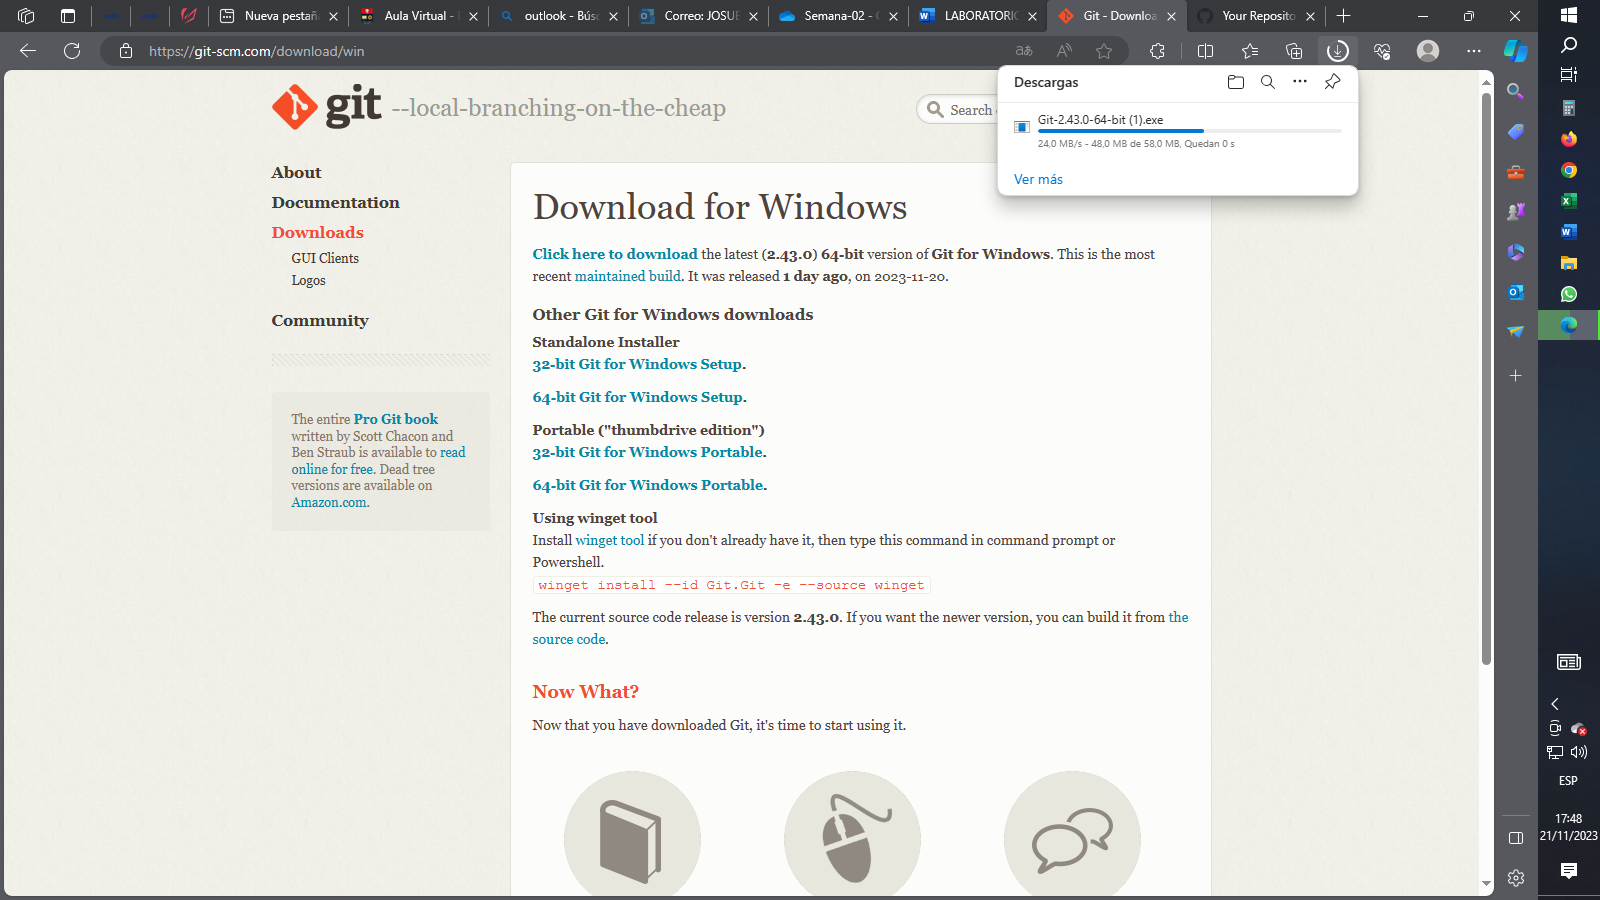 Nueva pestaña
Aula Virtual -
outlook - Búsc
Correo: JOSUE
Semana-02 -
LABORATORIO
Git - Downloa
Your Reposito
https://git-scm.com/download/win
git --local-branching-on-the-cheap
Search
Descargas
Git-2.43.0-64-bit (1).exe
24,0 MB/s - 48,0 MB de 58,0 MB, Quedan 0 s
Ver más
About
Documentation
Downloads
GUI Clients
Logos
Community
The entire Pro Git book
written by Scott Chacon and
Ben Straub is available to read
online for free. Dead tree
versions are available on
Amazon.com.
Download for Windows
Click here to download the latest (2.43.0) 64-bit version of Git for Windows. This is the most
recent maintained build. It was released 1 day ago, on 2023-11-20.
Other Git for Windows downloads
Standalone Installer
32-bit Git for Windows Setup.
64-bit Git for Windows Setup.
Portable ("thumbdrive edition")
32-bit Git for Windows Portable.
64-bit Git for Windows Portable.
Using winget tool
Install winget tool if you don't already have it, then type this command in command prompt or
Powershell.
winget install --id Git.Git -e --source winget
The current source code release is version 2.43.0. If you want the newer version, you can build it from the
source code.
Now What?
Now that you have downloaded Git, it's time to start using it.
ESP
17:48
21/11/2023